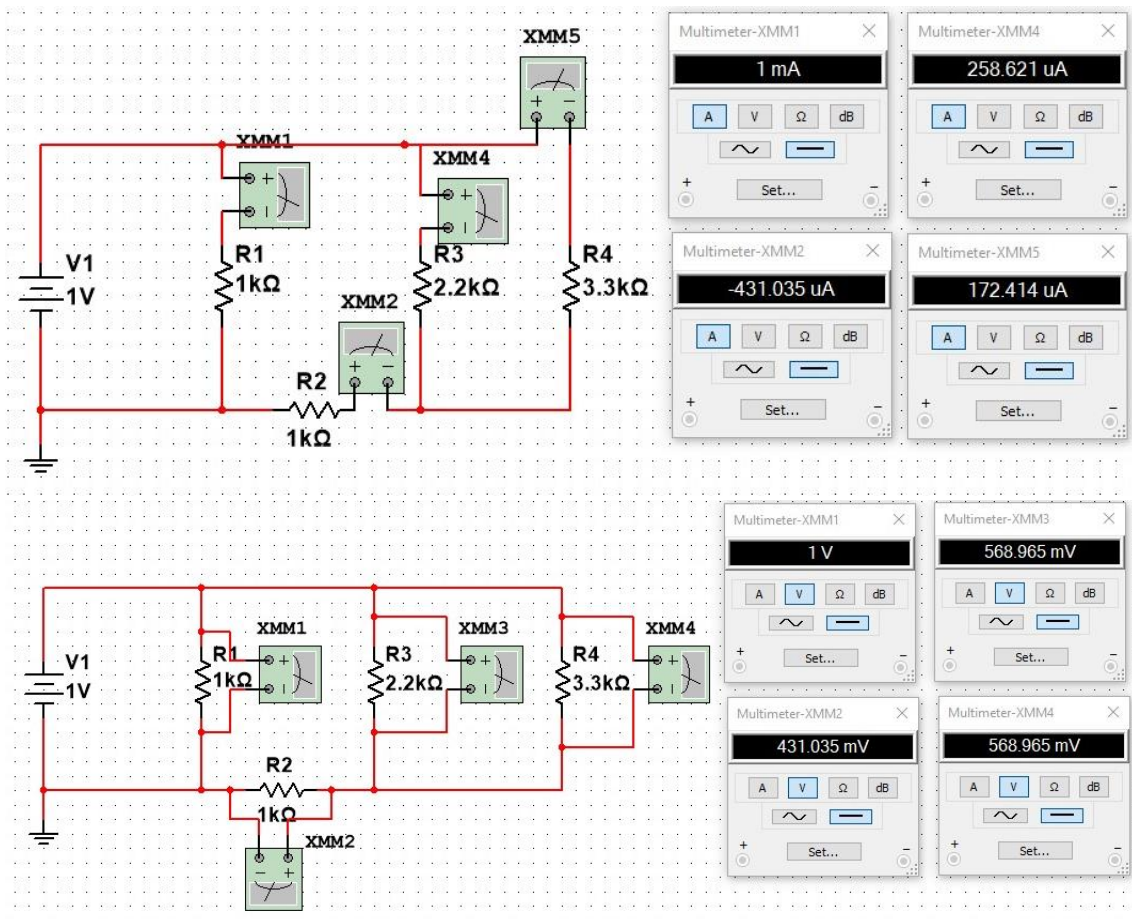 XMM5
XMM1
XMM4
V1
1V
R1
1kΩ
R3
2.2kΩ
R4
3.3kΩ
XMM2
R2
1kΩ
+ −
Multimeter-XMM1
1 mA
A V Ω dB
+ Set... −
Multimeter-XMM4
258.621 uA
A V Ω dB
+ Set... −
Multimeter-XMM2
-431.035 uA
A V Ω dB
+ Set... −
Multimeter-XMM5
172.414 uA
A V Ω dB
+ Set... −
V1
1V
XMM1
R1
1kΩ
XMM3
R3
2.2kΩ
XMM4
R4
3.3kΩ
R2
1kΩ
XMM2
− +
Multimeter-XMM1
1 V
A V Ω dB
+ Set... −
Multimeter-XMM3
568.965 mV
A V Ω dB
+ Set... −
Multimeter-XMM2
431.035 mV
A V Ω dB
+ Set... −
Multimeter-XMM4
568.965 mV
A V Ω dB
+ Set... −